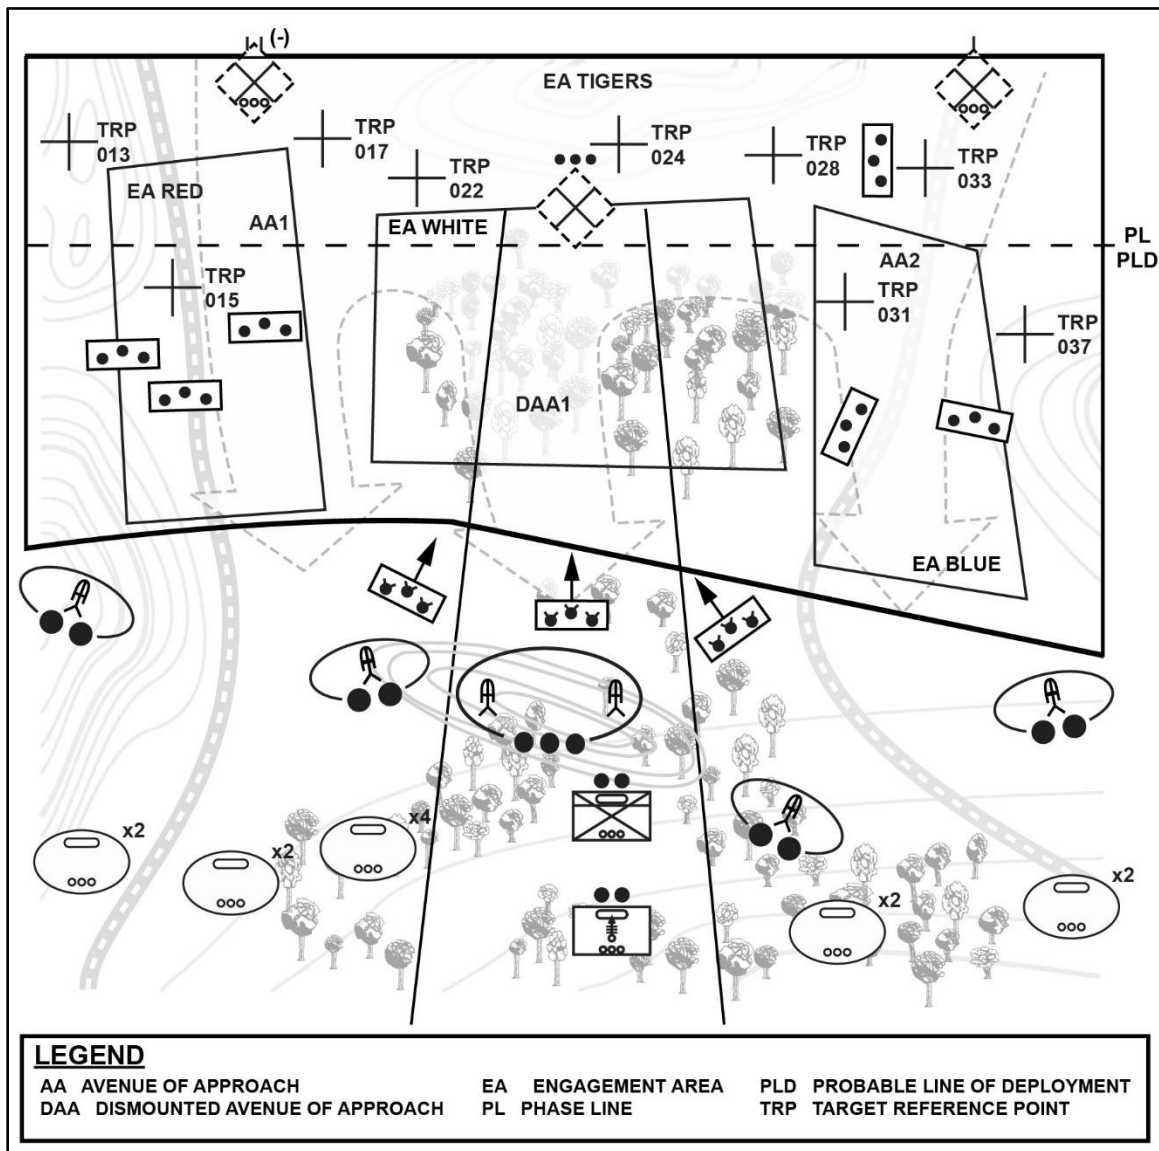 (-)
EA TIGERS
TRP
013
TRP
017
TRP
022
TRP
024
TRP
028
TRP
033
EA RED
AA1
EA WHITE
PL
PLD
AA2
TRP
015
TRP
031
TRP
037
DAA1
EA BLUE
x2
x2
x4
x2
x2
LEGEND
AA AVENUE OF APPROACH
EA ENGAGEMENT AREA
PLD PROBABLE LINE OF DEPLOYMENT
DAA DISMOUNTED AVENUE OF APPROACH
PL PHASE LINE
TRP TARGET REFERENCE POINT